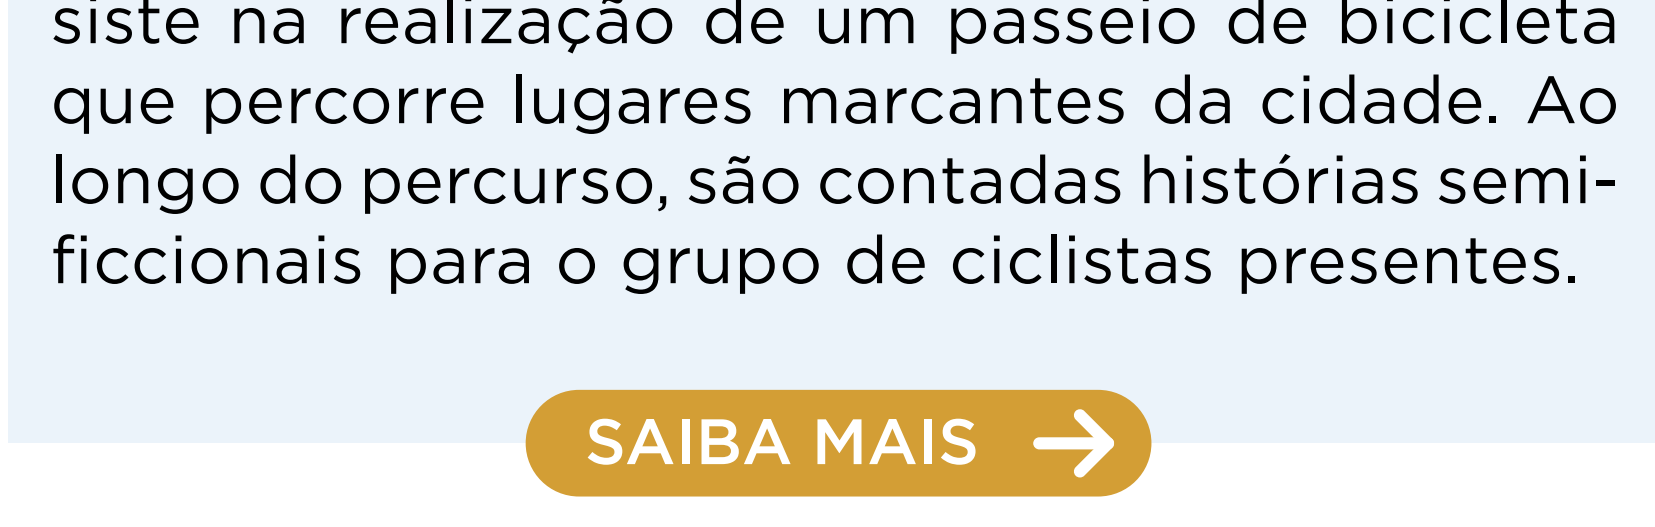 siste na realização de um passeio de bicicleta
que percorre lugares marcantes da cidade. Ao
longo do percurso, são contadas histórias semi-
ficcionais para o grupo de ciclistas presentes.
SAIBA MAIS →